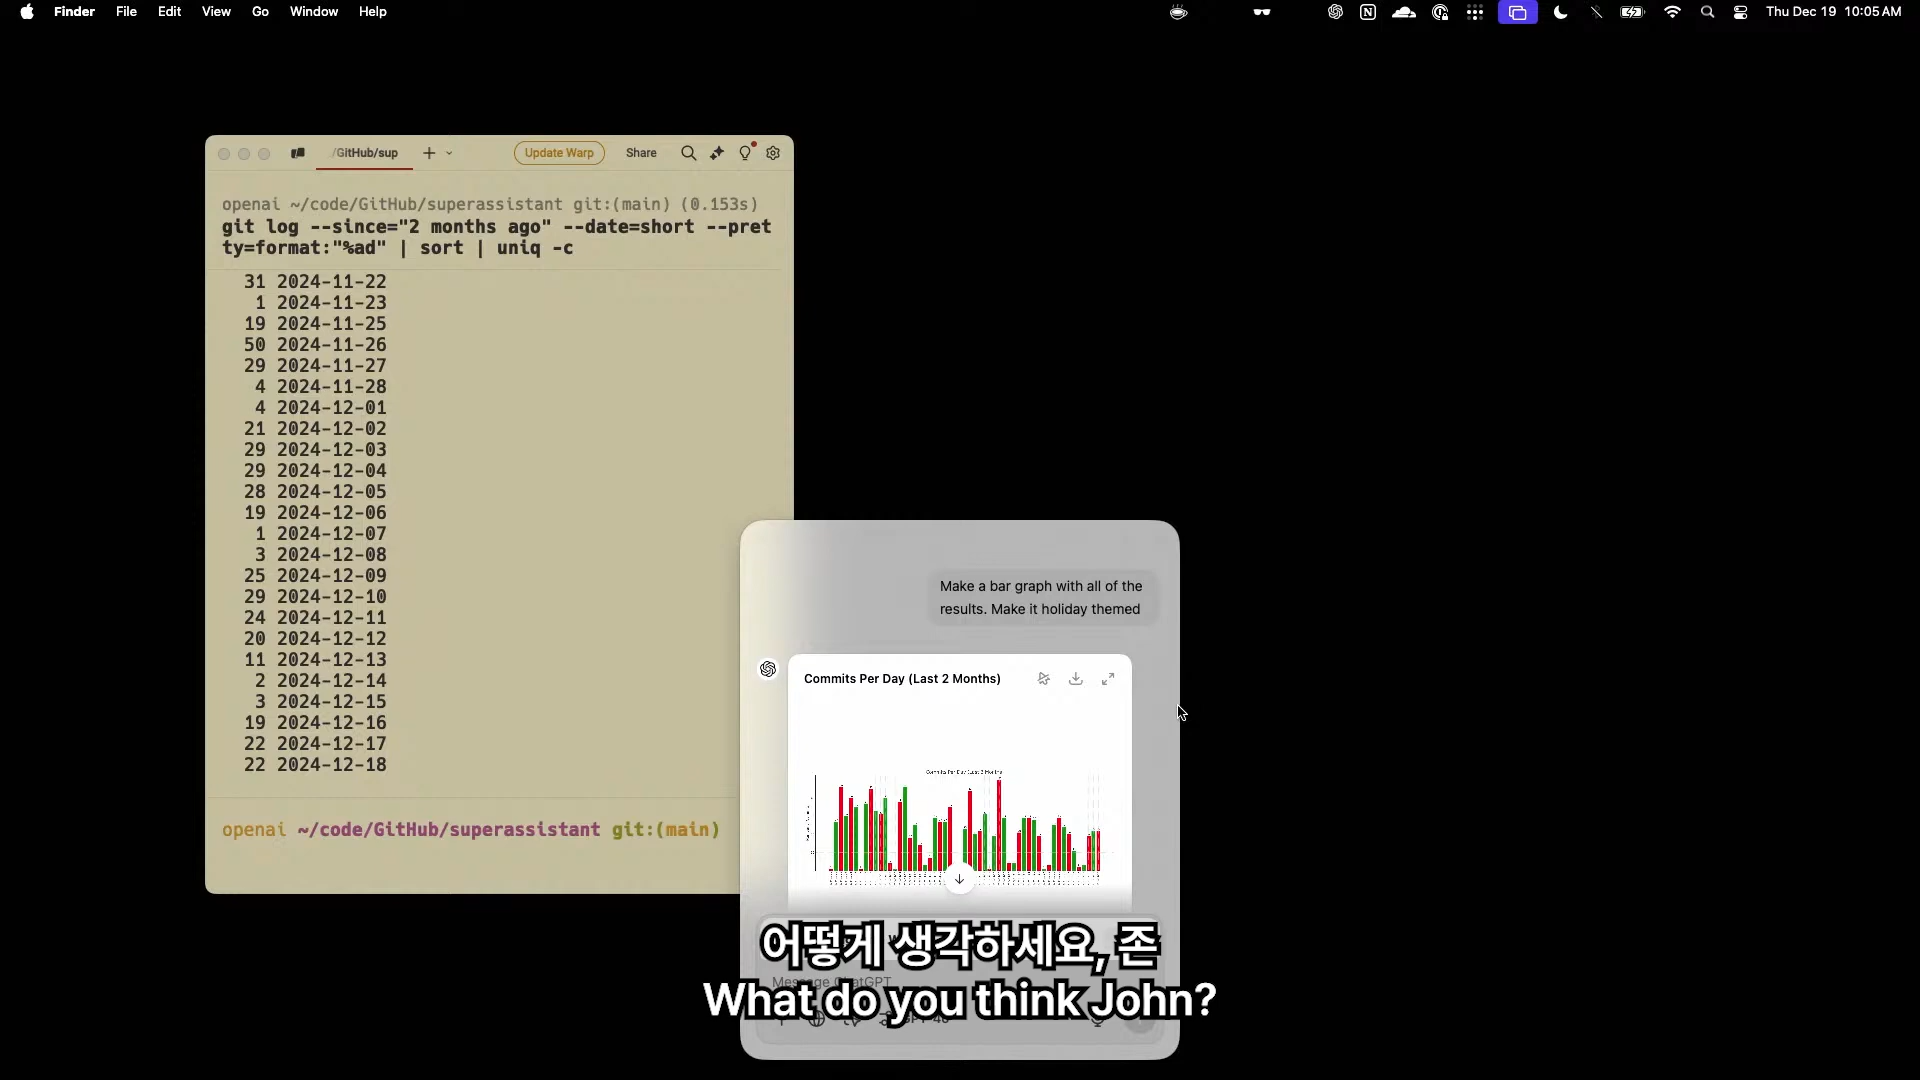 Finder File Edit View Go Window Help
Thu Dec 19 10:05 AM
/GitHub/sup
Update Warp
Share
openai ~/code/GitHub/superassistant git:(main) (0.153s)
git log --since="2 months ago" --date=short --pret
ty=format:"%ad" | sort | uniq -c
31 2024-11-22
1 2024-11-23
19 2024-11-25
50 2024-11-26
29 2024-11-27
4 2024-11-28
4 2024-12-01
21 2024-12-02
29 2024-12-03
29 2024-12-04
28 2024-12-05
19 2024-12-06
1 2024-12-07
3 2024-12-08
25 2024-12-09
29 2024-12-10
24 2024-12-11
20 2024-12-12
11 2024-12-13
2 2024-12-14
3 2024-12-15
19 2024-12-16
22 2024-12-17
22 2024-12-18
openai ~/code/GitHub/superassistant git:(main)
Make a bar graph with all of the
results. Make it holiday themed
Commits Per Day (Last 2 Months)
Commits Per Day (Last 2 Months)
어떻게 생각하세요, 존
Message ChatGPT
What do you think John?